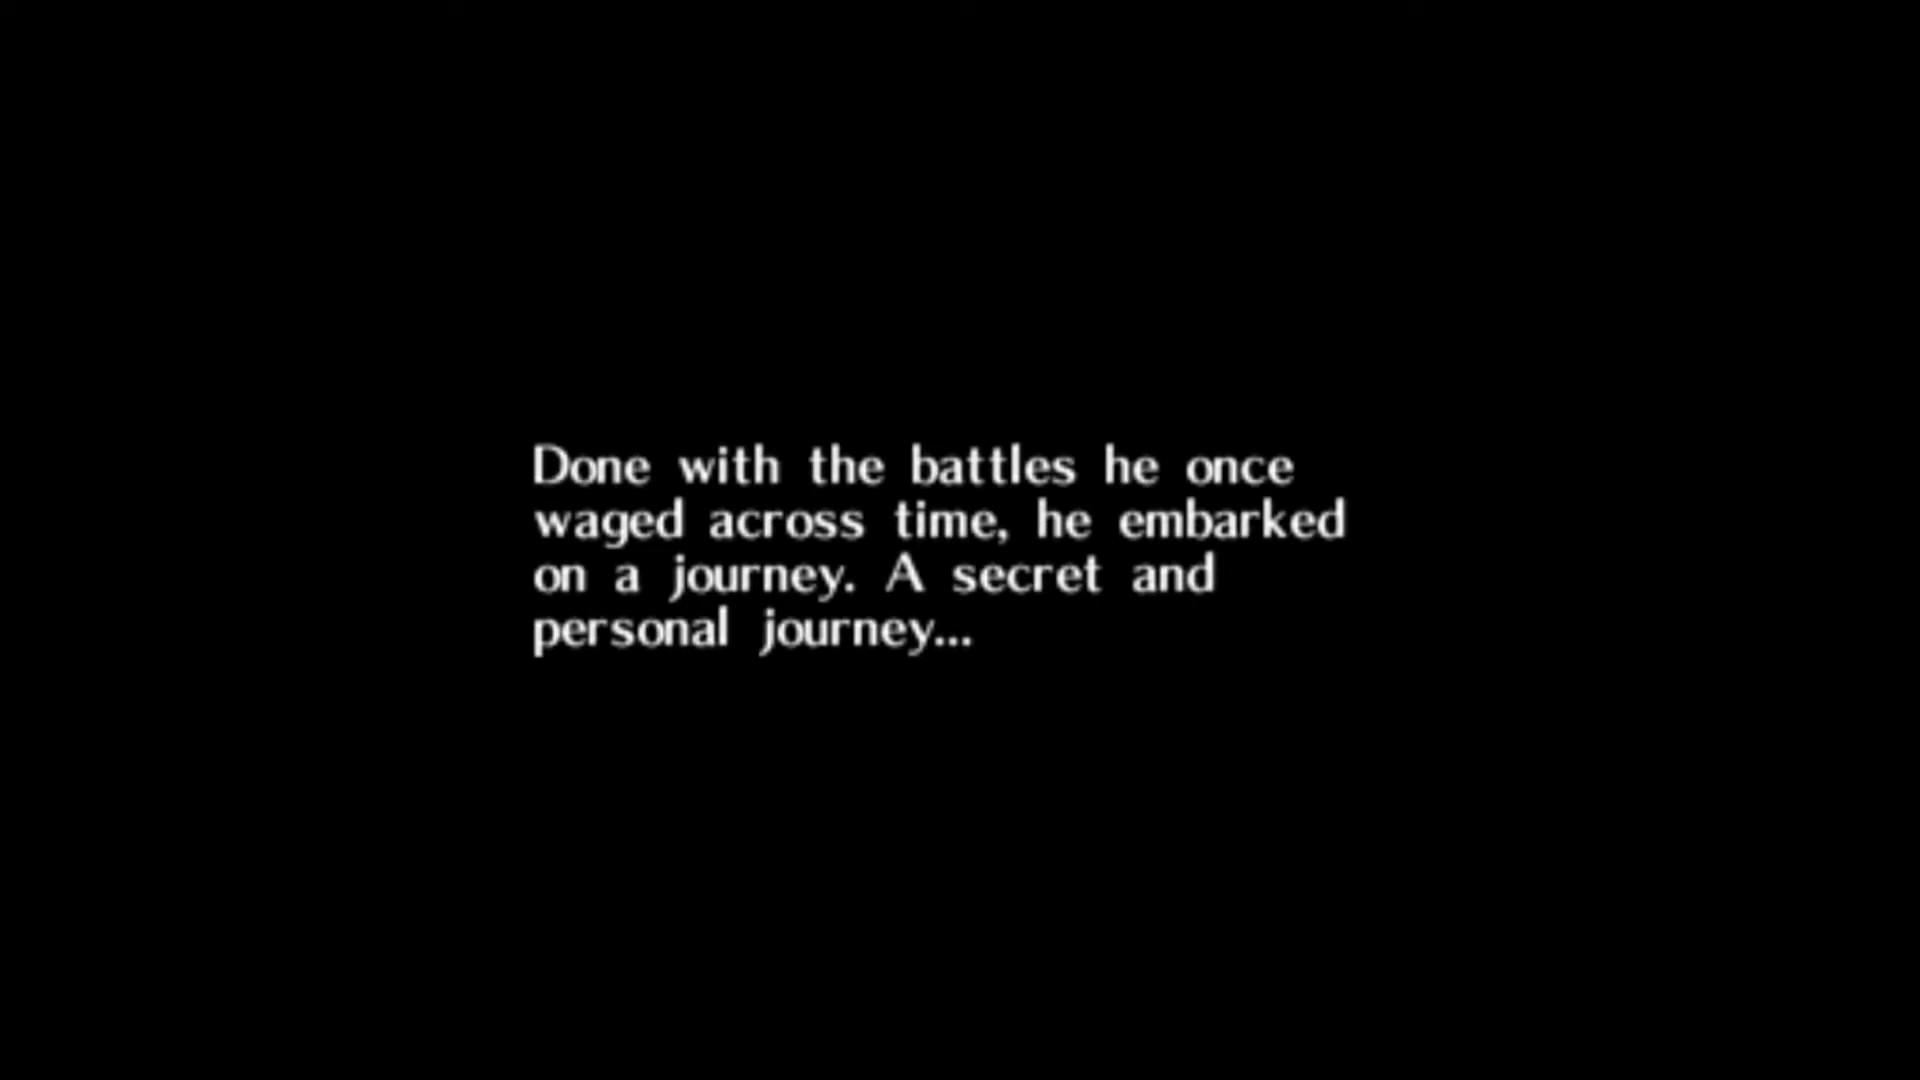 Done with the battles he once
waged across time, he embarked
on a journey. A secret and
personal journey...